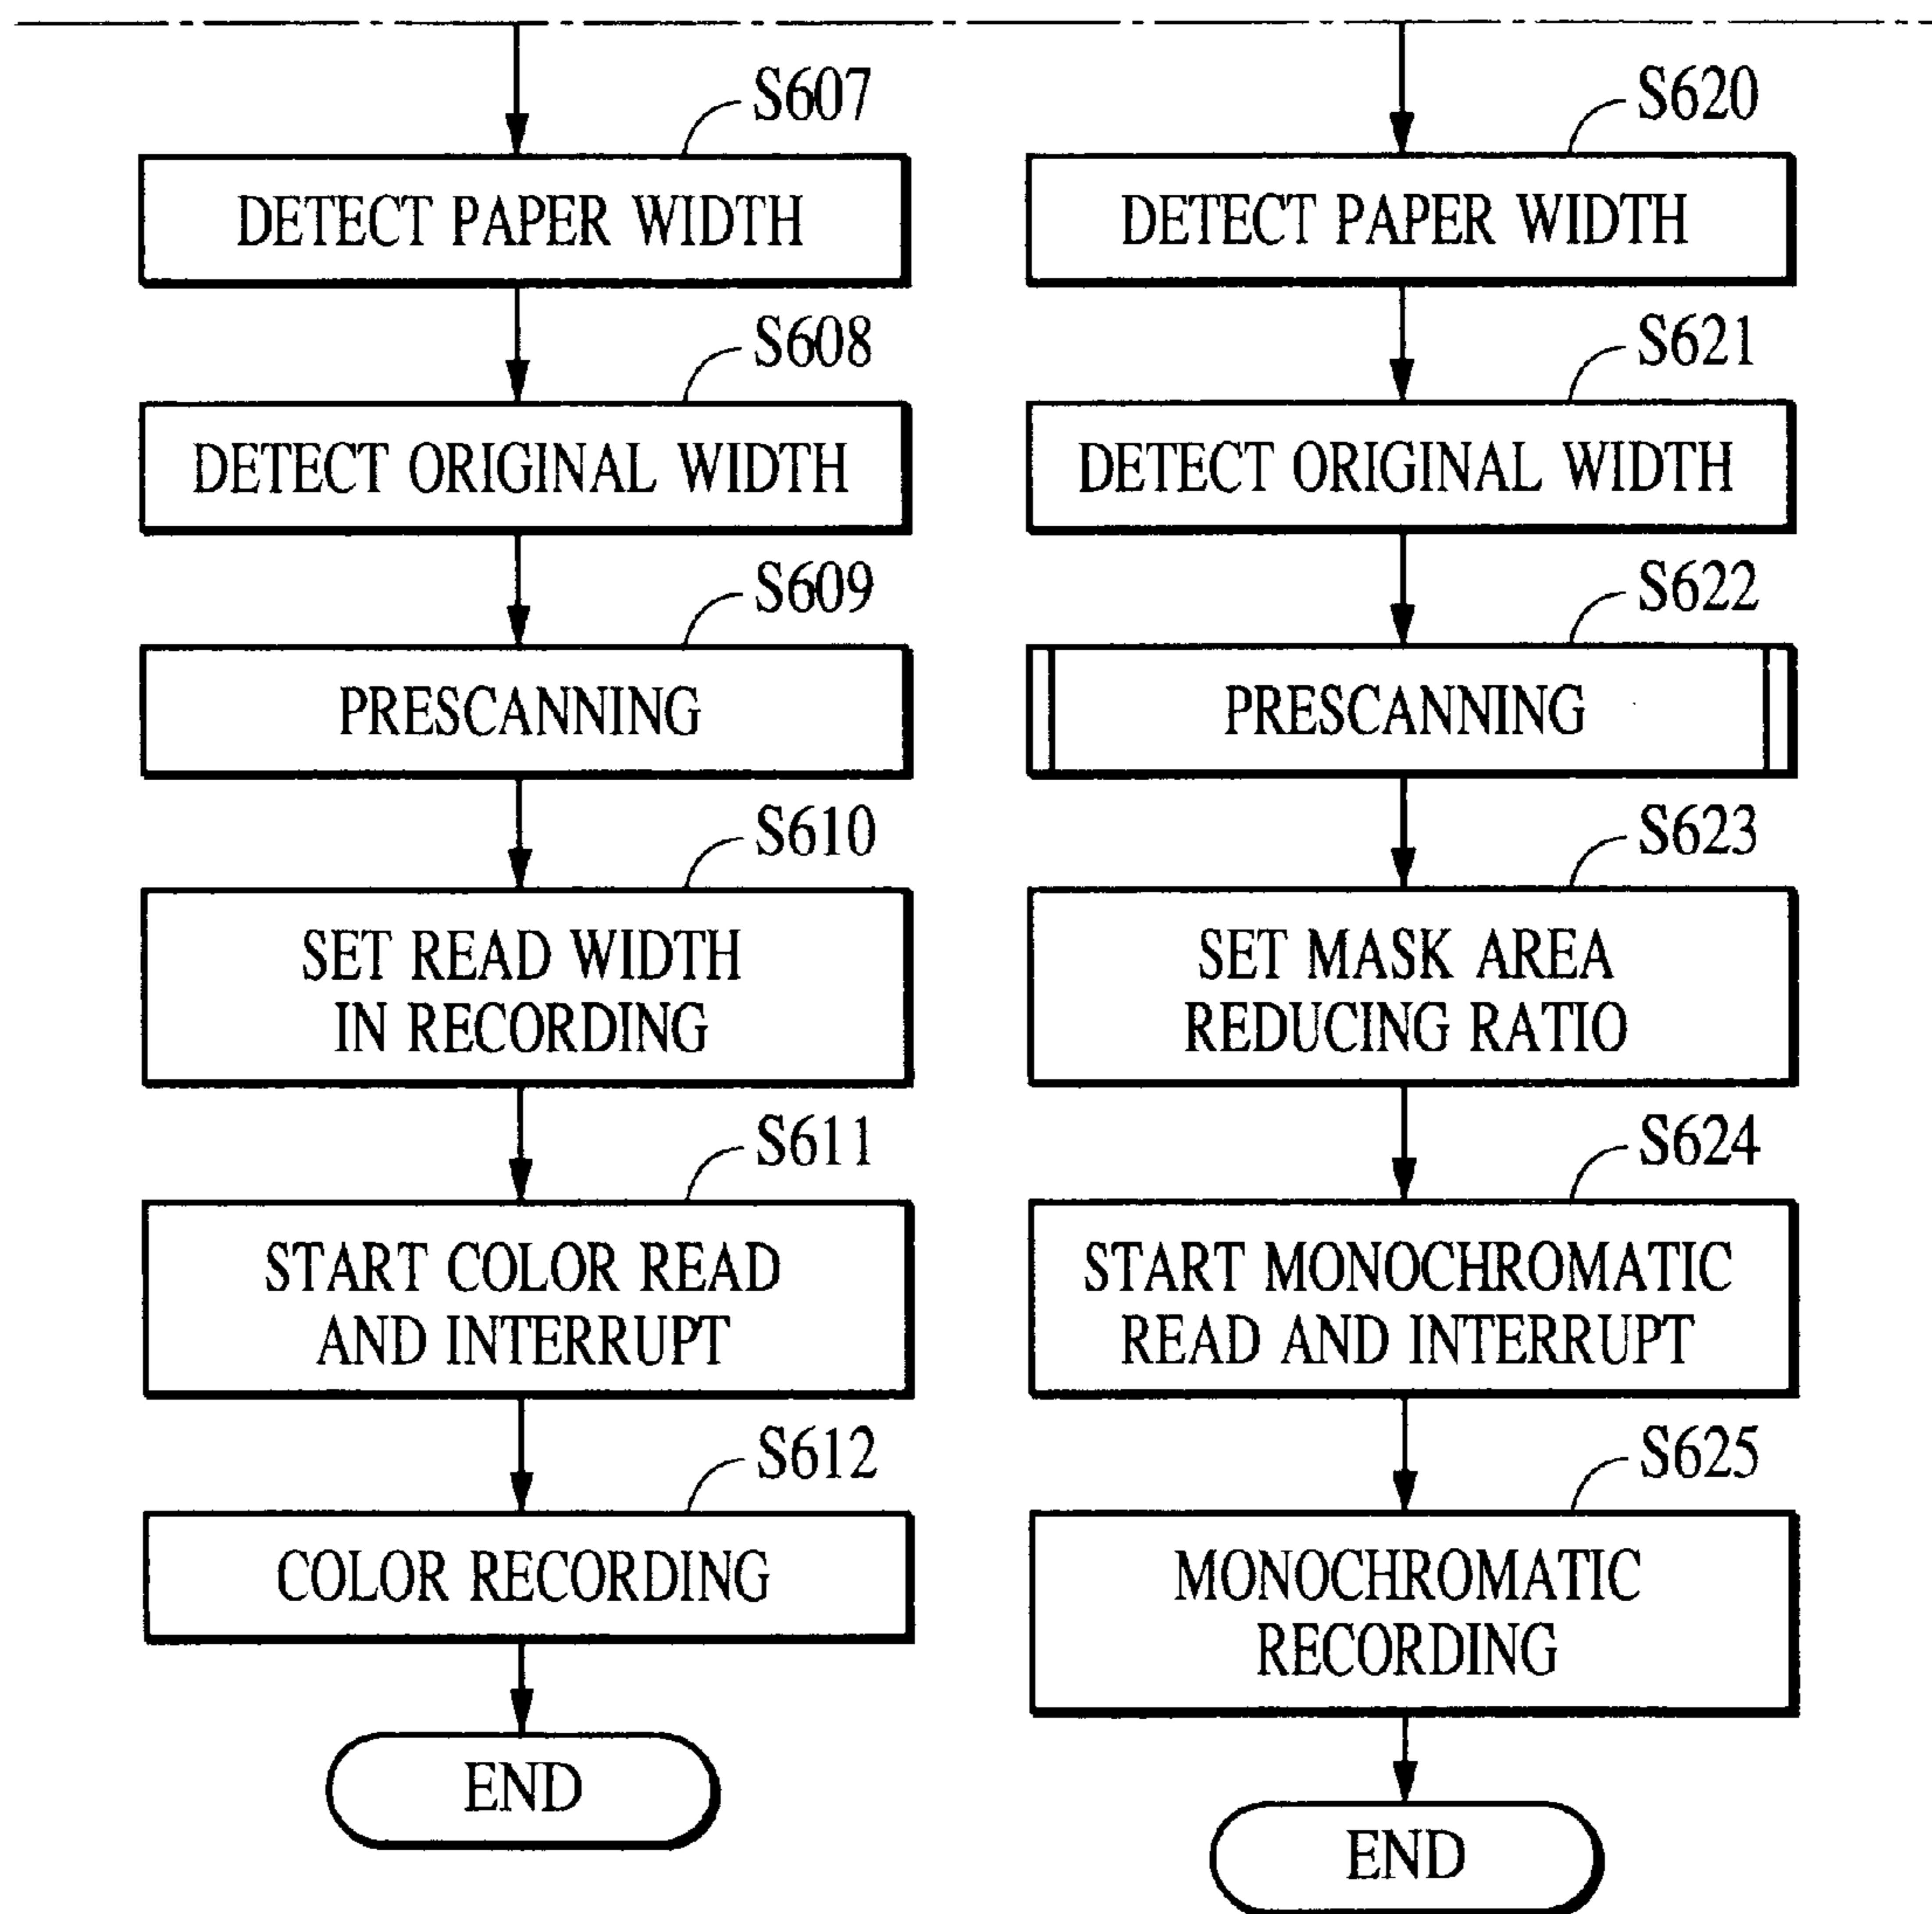 S607
DETECT PAPER WIDTH
S608
DETECT ORIGINAL WIDTH
S609
PRESCANNING
S610
SET READ WIDTH
IN RECORDING
S611
START COLOR READ
AND INTERRUPT
S612
COLOR RECORDING
END
S620
DETECT PAPER WIDTH
S621
DETECT ORIGINAL WIDTH
S622
PRESCANNING
S623
SET MASK AREA
REDUCING RATIO
S624
START MONOCHROMATIC
READ AND INTERRUPT
S625
MONOCHROMATIC
RECORDING
END